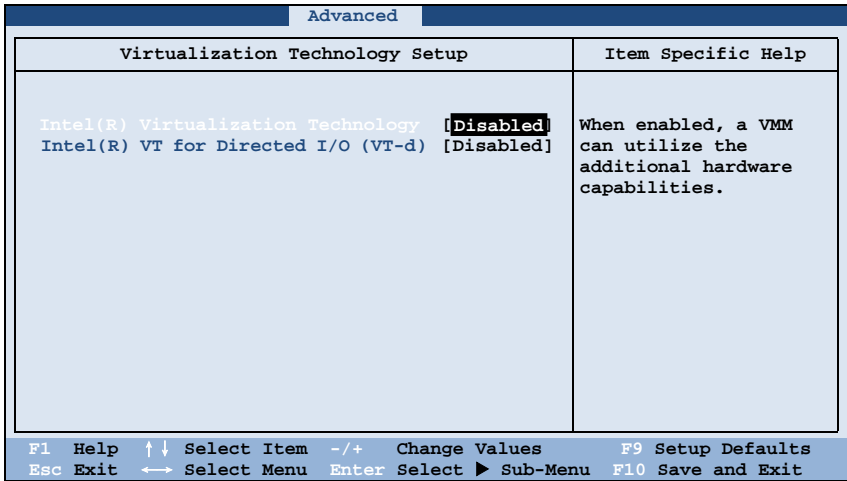 Advanced
Virtualization Technology Setup
Item Specific Help
Intel(R) Virtualization Technology [Disabled]
Intel(R) VT for Directed I/O (VT-d) [Disabled]
When enabled, a VMM
can utilize the
additional hardware
capabilities.
F1 Help ↑↓ Select Item -/+ Change Values F9 Setup Defaults
Esc Exit ←→ Select Menu Enter Select ▶ Sub-Menu F10 Save and Exit